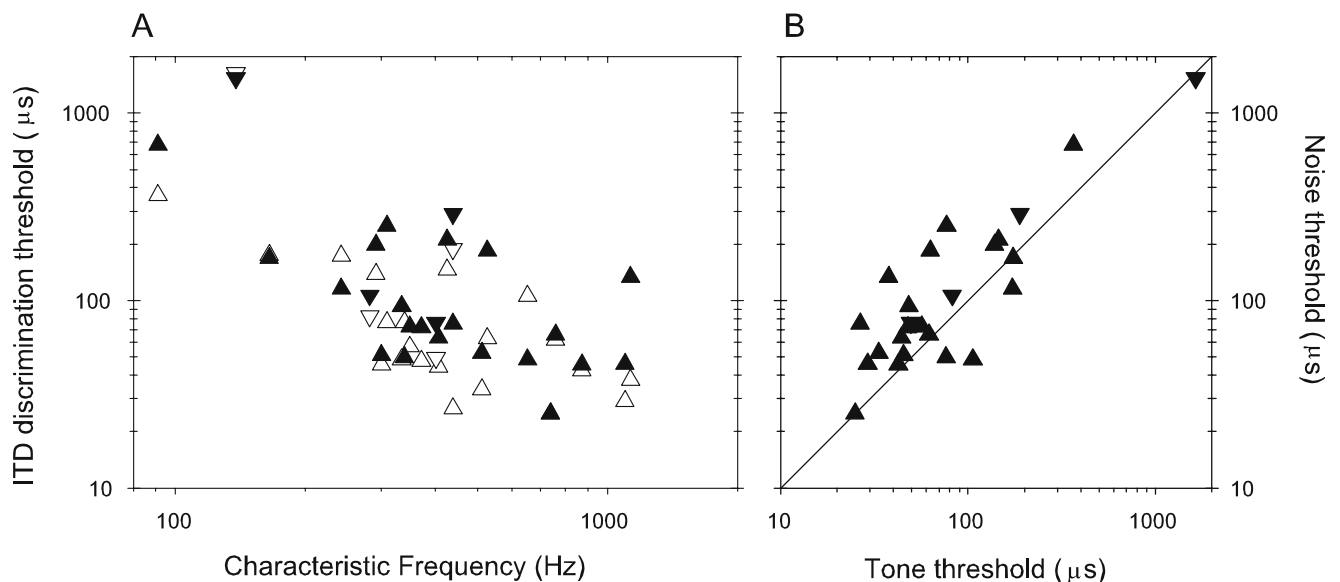 A
B
ITD discrimination threshold ( μs)
1000
100
10
100
1000
Characteristic Frequency (Hz)
10
100
1000
Tone threshold ( μs)
1000
100
10
Noise threshold ( μs)